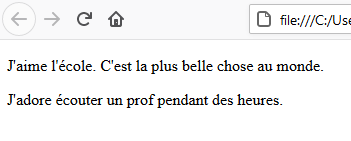 file:///C:/Use
J'aime l'école. C'est la plus belle chose au monde.
J'adore écouter un prof pendant des heures.